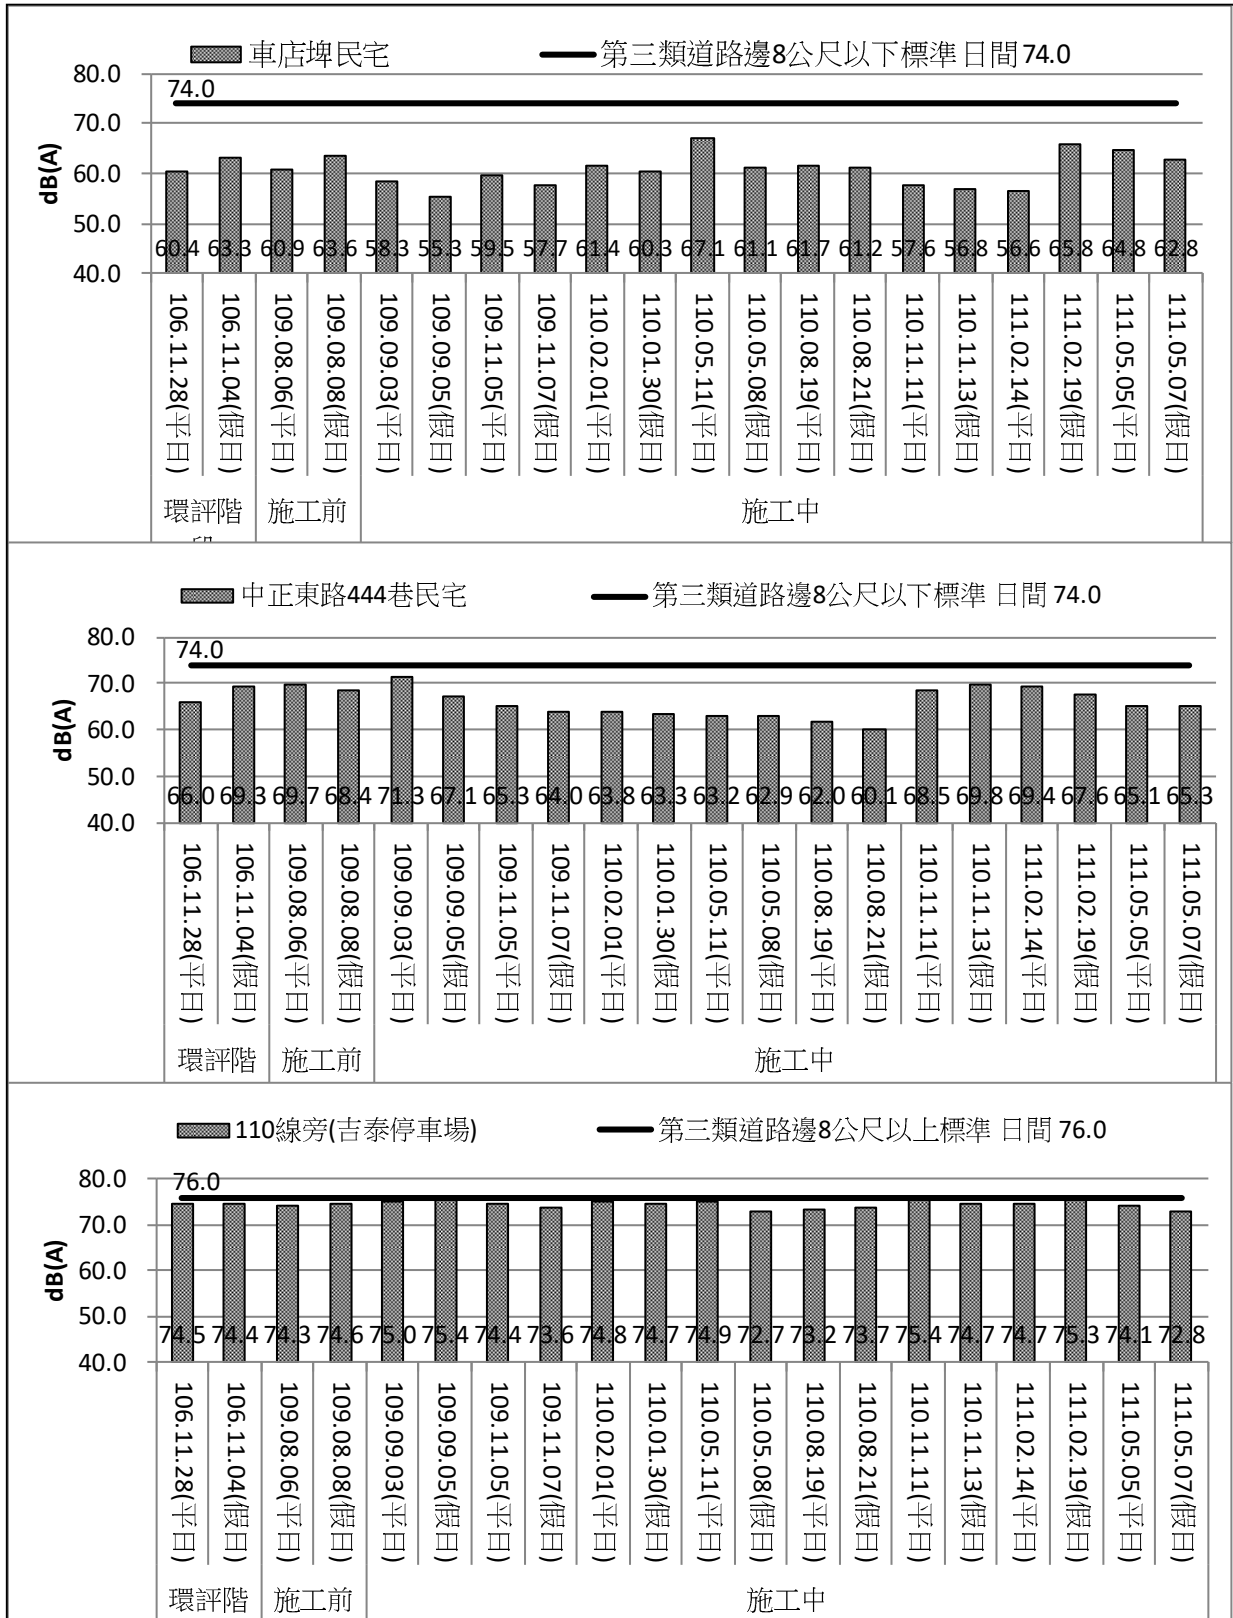 車店埤民宅 第三類道路邊8公尺以下標準 日間 74.0
80.0
74.0
70.0
60.0
50.0
40.0
dB(A)
60.4 63.3 60.9 63.6 58.3 55.3 59.5 57.7 61.4 60.3 67.1 61.1 61.7 61.2 57.6 56.8 56.6 65.8 64.8 62.8
106.11.28(平日)
106.11.04(假日)
109.08.06(平日)
109.08.08(假日)
109.09.03(平日)
109.09.05(假日)
109.11.05(平日)
109.11.07(假日)
110.02.01(平日)
110.01.30(假日)
110.05.11(平日)
110.05.08(假日)
110.08.19(平日)
110.08.21(假日)
110.11.11(平日)
110.11.13(假日)
111.02.14(平日)
111.02.19(假日)
111.05.05(平日)
111.05.07(假日)
環評階 施工前 施工中
中正東路444巷民宅 第三類道路邊8公尺以下標準 日間 74.0
80.0
74.0
70.0
60.0
50.0
40.0
dB(A)
66.0 69.3 69.7 68.4 71.3 67.1 65.3 64.0 63.8 63.3 63.2 62.9 62.0 60.1 68.5 69.8 69.4 67.6 65.1 65.3
106.11.28(平日)
106.11.04(假日)
109.08.06(平日)
109.08.08(假日)
109.09.03(平日)
109.09.05(假日)
109.11.05(平日)
109.11.07(假日)
110.02.01(平日)
110.01.30(假日)
110.05.11(平日)
110.05.08(假日)
110.08.19(平日)
110.08.21(假日)
110.11.11(平日)
110.11.13(假日)
111.02.14(平日)
111.02.19(假日)
111.05.05(平日)
111.05.07(假日)
環評階 施工前 施工中
110線旁(吉泰停車場) 第三類道路邊8公尺以上標準 日間 76.0
80.0
76.0
70.0
60.0
50.0
40.0
dB(A)
74.5 74.4 74.3 74.6 75.0 75.4 74.4 73.6 74.8 74.7 74.9 72.7 73.2 73.7 75.4 74.7 74.7 75.3 74.1 72.8
106.11.28(平日)
106.11.04(假日)
109.08.06(平日)
109.08.08(假日)
109.09.03(平日)
109.09.05(假日)
109.11.05(平日)
109.11.07(假日)
110.02.01(平日)
110.01.30(假日)
110.05.11(平日)
110.05.08(假日)
110.08.19(平日)
110.08.21(假日)
110.11.11(平日)
110.11.13(假日)
111.02.14(平日)
111.02.19(假日)
111.05.05(平日)
111.05.07(假日)
環評階 施工前 施工中